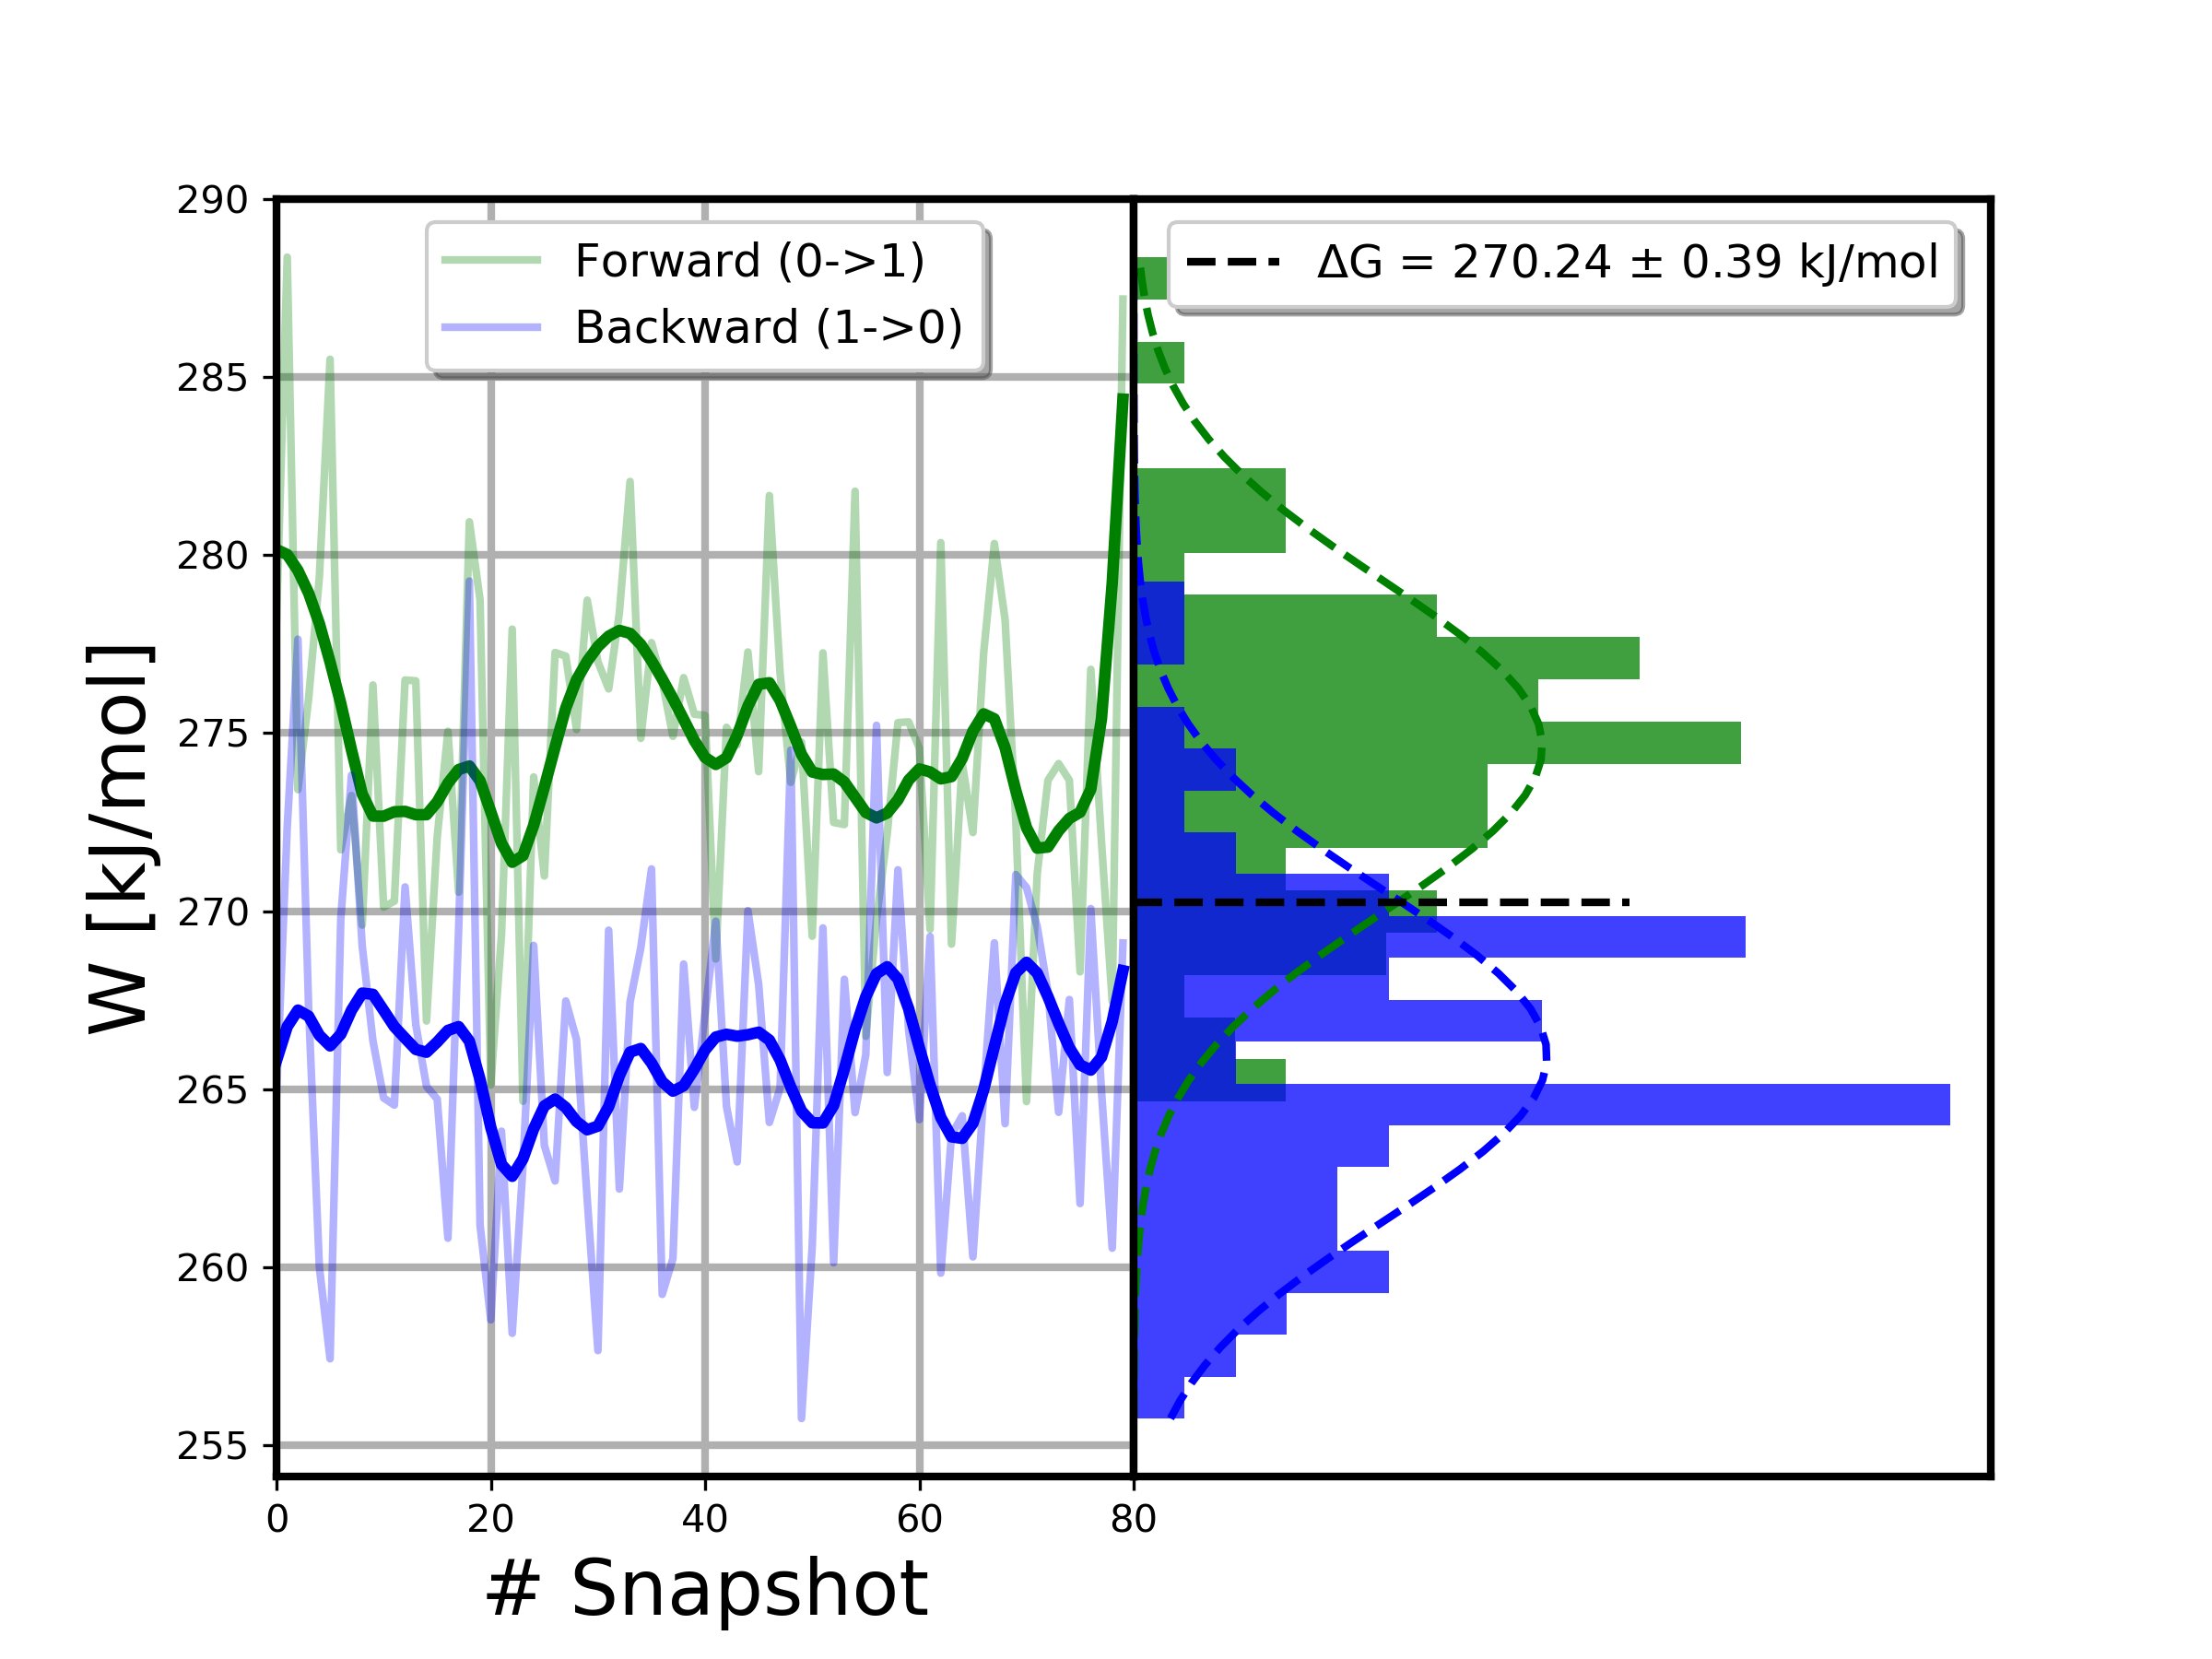 Forward (0->1)
Backward (1->0)
ΔG = 270.24 ± 0.39 kJ/mol
W [kJ/mol]
290
285
280
275
270
265
260
255
0 20 40 60 80
# Snapshot